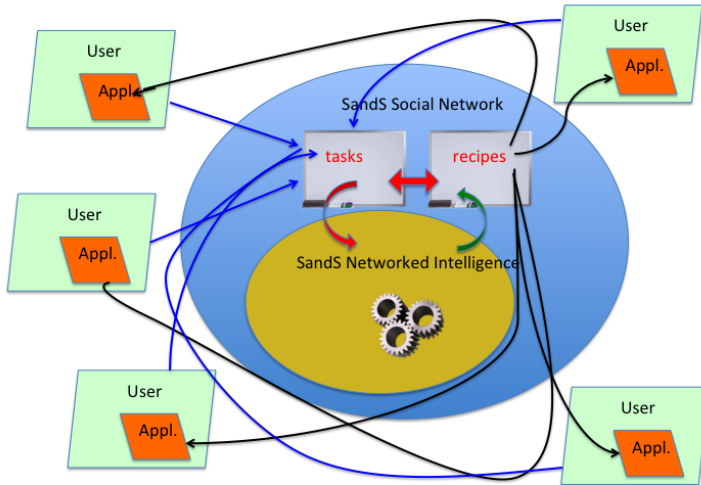 User
Appl.
User
Appl.
SandS Social Network
tasks
recipes
User
Appl.
SandS Networked Intelligence
User
Appl.
User
Appl.